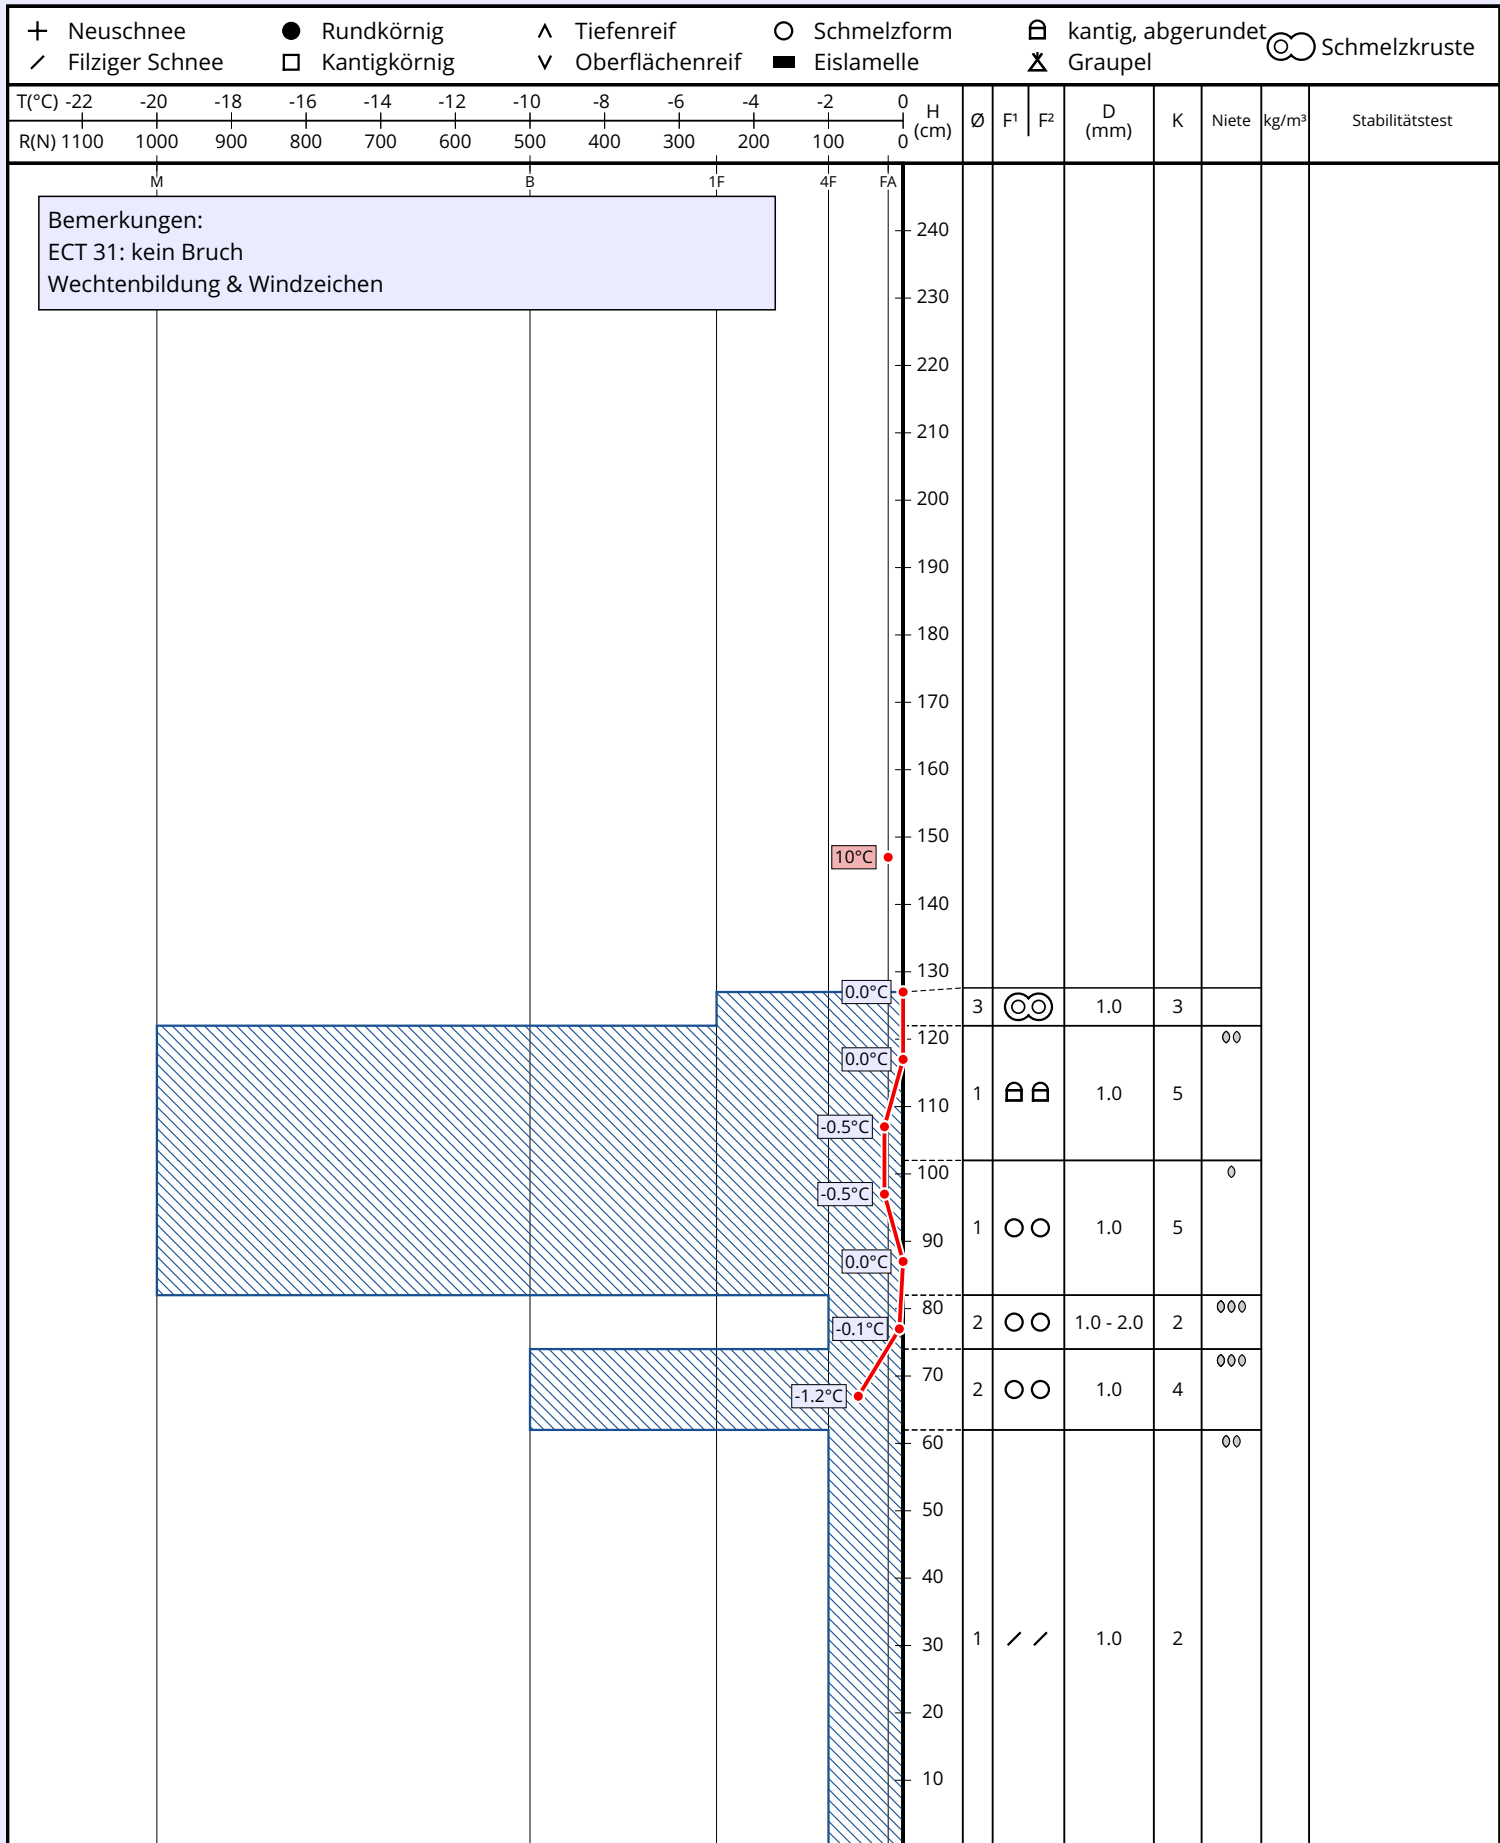 Neuschnee Rundkörnig Tiefenreif Schmelzform kantig, abgerundet Schmelzkruste
Filziger Schnee Kantigkörnig Oberflächenreif Eislamelle Graupel
T(°C) -22 -20 -18 -16 -14 -12 -10 -8 -6 -4 -2 0
R(N) 1100 1000 900 800 700 600 500 400 300 200 100 0
H (cm) Ø F¹ F² D (mm) K Niete kg/m³ Stabilitätstest
M B 1F 4F FA
Bemerkungen:
ECT 31: kein Bruch
Wechtenbildung & Windzeichen
240
230
220
210
200
190
180
170
160
150
10°C
140
130
0.0°C
3 1.0 3
120
0.0°C
1 1.0 5
110
-0.5°C
100
-0.5°C
1 1.0 5
90
0.0°C
80
2 1.0 - 2.0 2
-0.1°C
70
2 1.0 4
-1.2°C
60
50
40
30
1 1.0 2
20
10